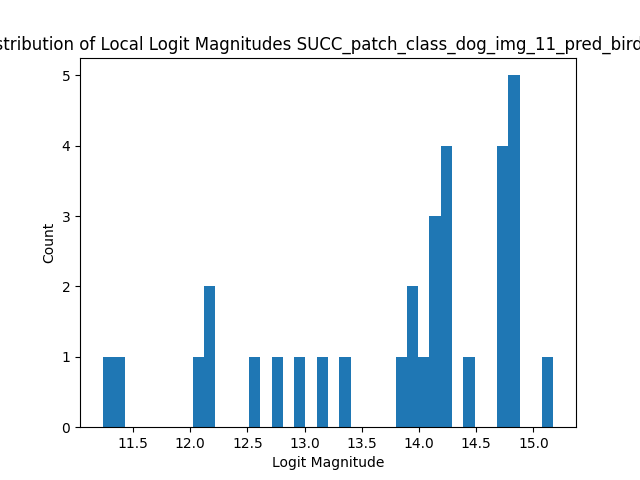 stribution of Local Logit Magnitudes SUCC_patch_class_dog_img_11_pred_bird
5
4
3
2
1
0
Count
11.5 12.0 12.5 13.0 13.5 14.0 14.5 15.0
Logit Magnitude